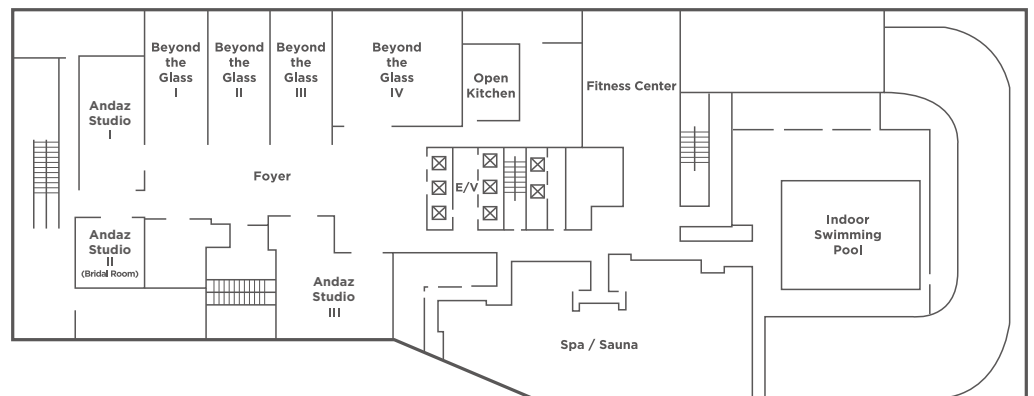 Beyond
the
Glass
I
Beyond
the
Glass
II
Beyond
the
Glass
III
Beyond
the
Glass
IV
Open
Kitchen
Fitness Center
Andaz
Studio
I
Foyer
E/V
Andaz
Studio
II
(Bridal Room)
Andaz
Studio
III
Indoor
Swimming
Pool
Spa / Sauna